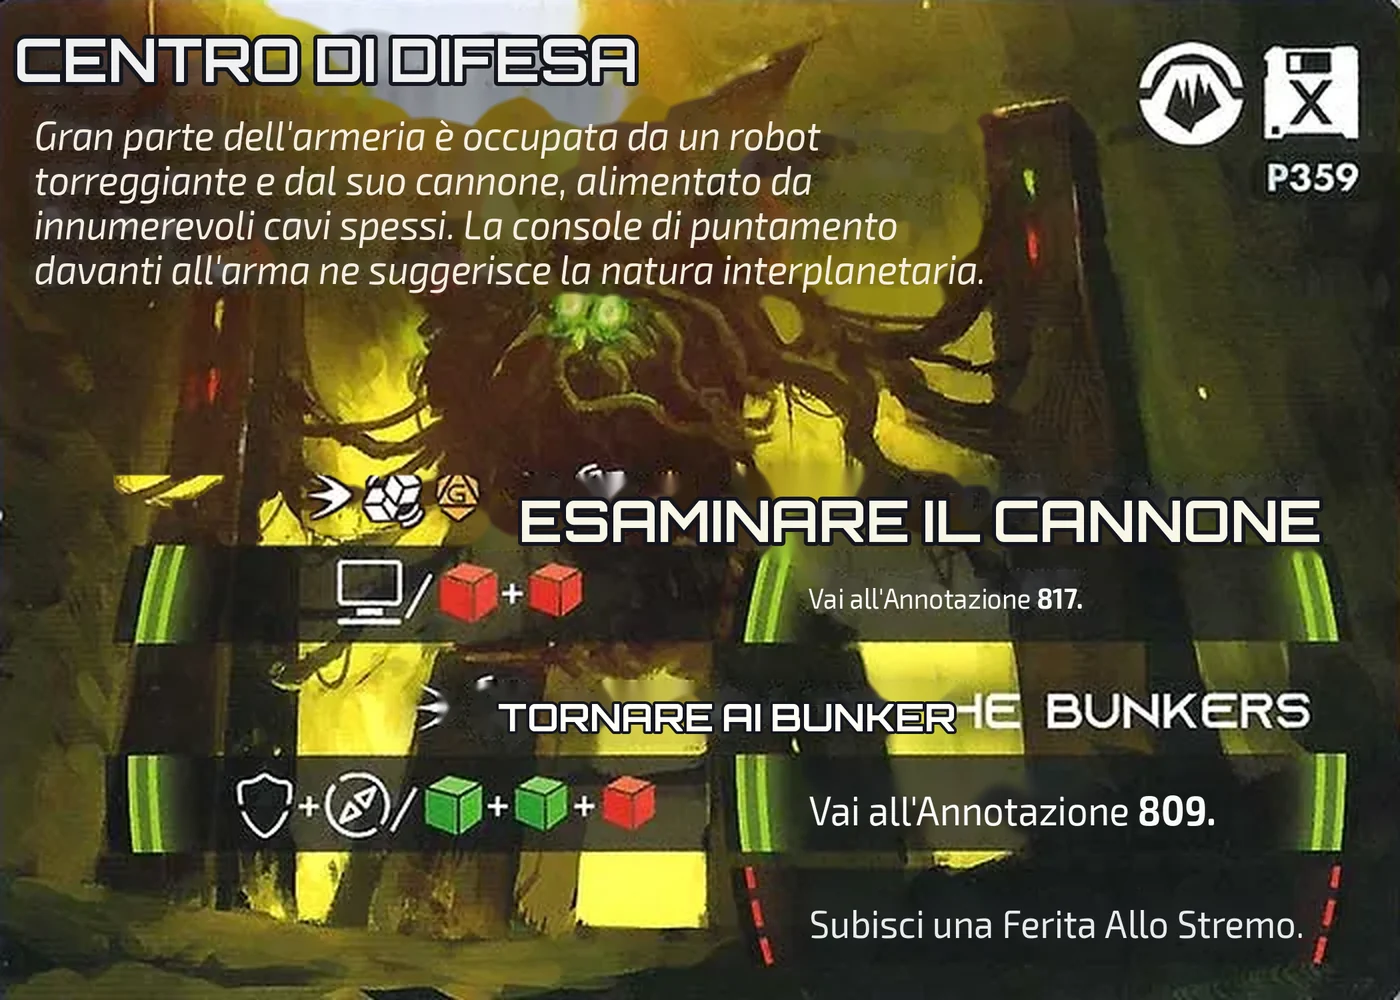 CENTRO DI DIFESA
Gran parte dell'armeria è occupata da un robot
torreggiante e dal suo cannone, alimentato da
innumerevoli cavi spessi. La console di puntamento
davanti all'arma ne suggerisce la natura interplanetaria.
X
P359
G
ESAMINARE IL CANNONE
/ +
Vai all'Annotazione 817.
TORNARE AI BUNKER HE BUNKERS
+ / + +
Vai all'Annotazione 809.
Subisci una Ferita Allo Stremo.